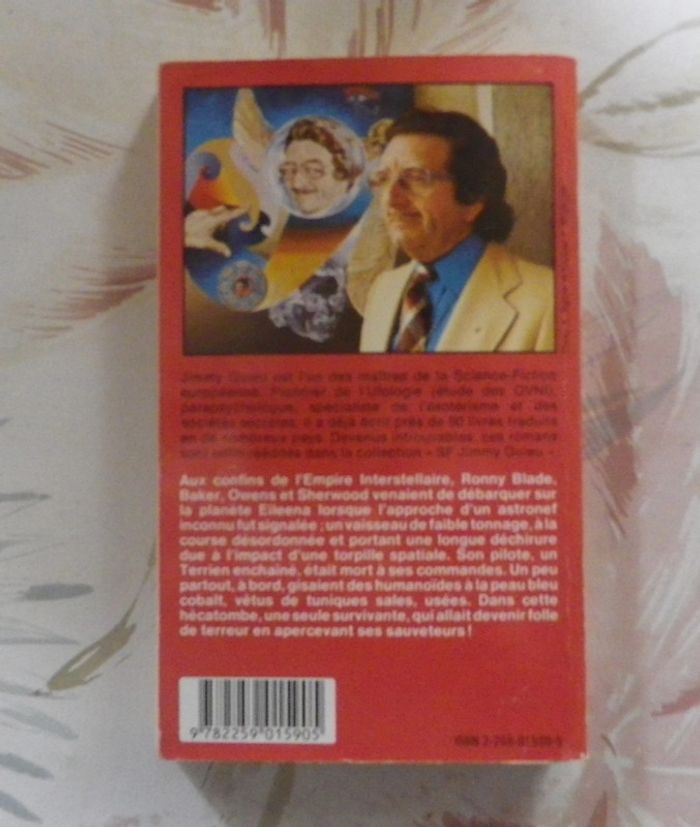 Jimmy Guieu est l'un des maîtres de la Science-Fiction
européenne. Pionnier de l'Ufologie (étude des OVNI),
parapsychologue, spécialiste de l'ésotérisme et des
sociétés secrètes, il a déjà écrit près de 80 livres traduits
en de nombreux pays. Devenus introuvables, ces romans
sont enfin réédités dans la collection « SF Jimmy Guieu »
Aux confins de l'Empire Interstellaire, Ronny Blade,
Baker, Owens et Sherwood venaient de débarquer sur
la planète Eileena lorsque l'approche d'un astronef
inconnu fut signalée ; un vaisseau de faible tonnage, à la
course désordonnée et portant une longue déchirure
due à l'impact d'une torpille spatiale. Son pilote, un
Terrien enchaîné, était mort à ses commandes. Un peu
partout, à bord, gisaient des humanoïdes à la peau bleu
cobalt, vêtus de tuniques sales, usées. Dans cette
hécatombe, une seule survivante, qui allait devenir folle
de terreur en apercevant ses sauveteurs !
9 782259 015905
ISBN